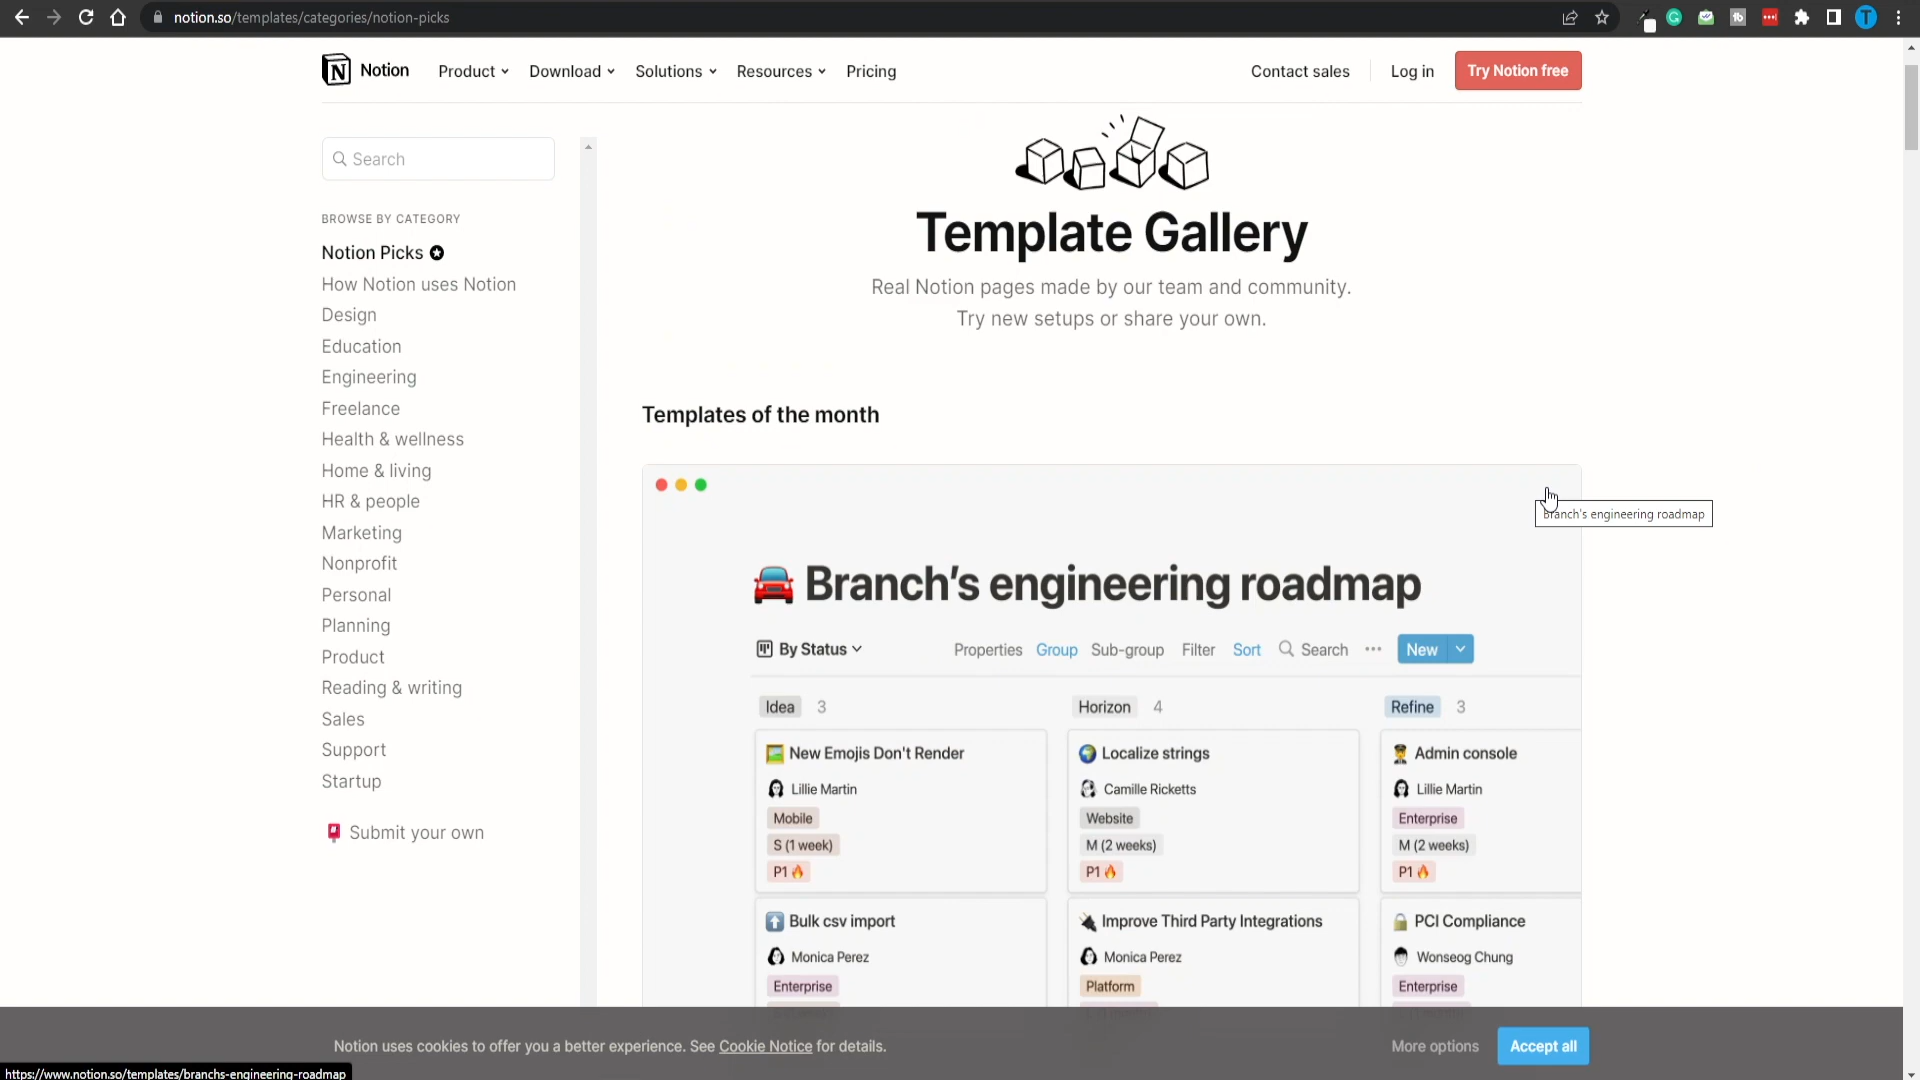 notion.so/templates/categories/notion-picks
Notion
Product
Download
Solutions
Resources
Pricing
Contact sales
Log in
Try Notion free
Search
BROWSE BY CATEGORY
Notion Picks
How Notion uses Notion
Design
Education
Engineering
Freelance
Health & wellness
Home & living
HR & people
Marketing
Nonprofit
Personal
Planning
Product
Reading & writing
Sales
Support
Startup
Submit your own
Template Gallery
Real Notion pages made by our team and community.
Try new setups or share your own.
Templates of the month
Branch's engineering roadmap
Branch's engineering roadmap
By Status
Properties
Group
Sub-group
Filter
Sort
Search
New
Idea 3
New Emojis Don't Render
Lillie Martin
Mobile
S (1 week)
P1
Bulk csv import
Monica Perez
Enterprise
Horizon 4
Localize strings
Camille Ricketts
Website
M (2 weeks)
P1
Improve Third Party Integrations
Monica Perez
Platform
Refine 3
Admin console
Lillie Martin
Enterprise
M (2 weeks)
P1
PCI Compliance
Wonseog Chung
Enterprise
Notion uses cookies to offer you a better experience. See Cookie Notice for details.
More options
Accept all
https://www.notion.so/templates/branchs-engineering-roadmap